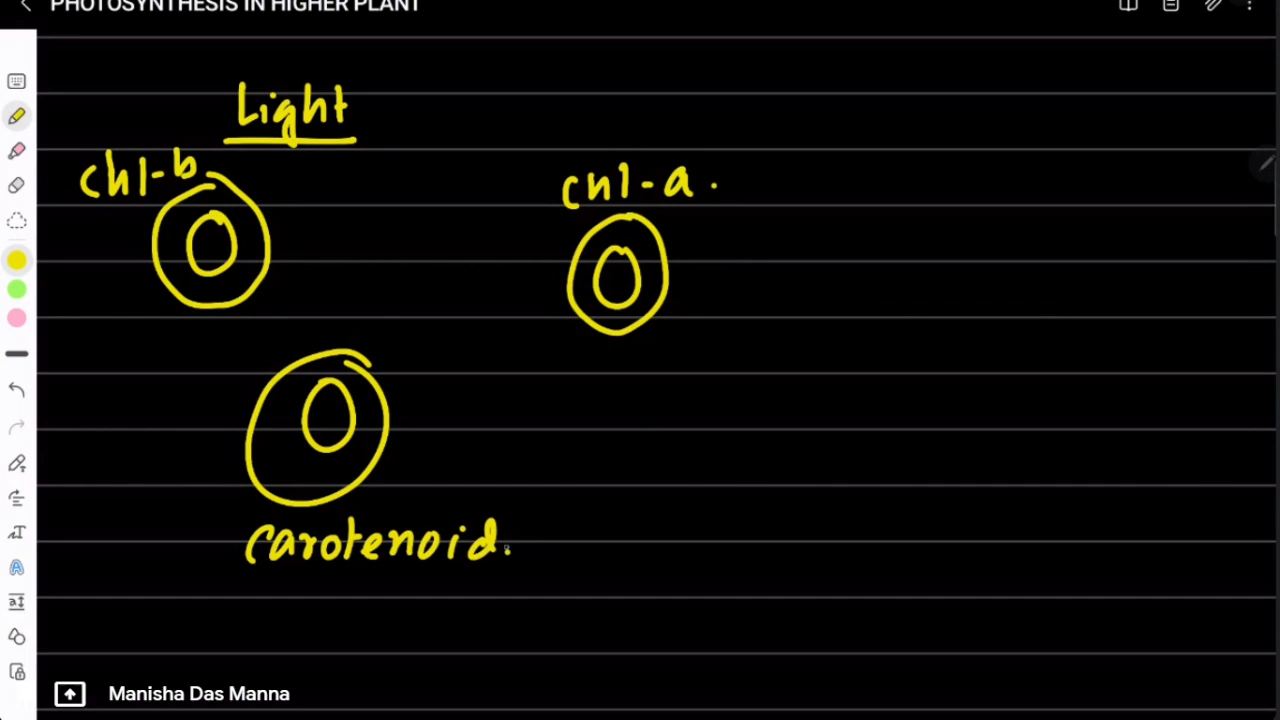 PHOTOSYNTHESIS IN HIGHER PLANT
Light
chl-b
chl-a.
carotenoid.
Manisha Das Manna